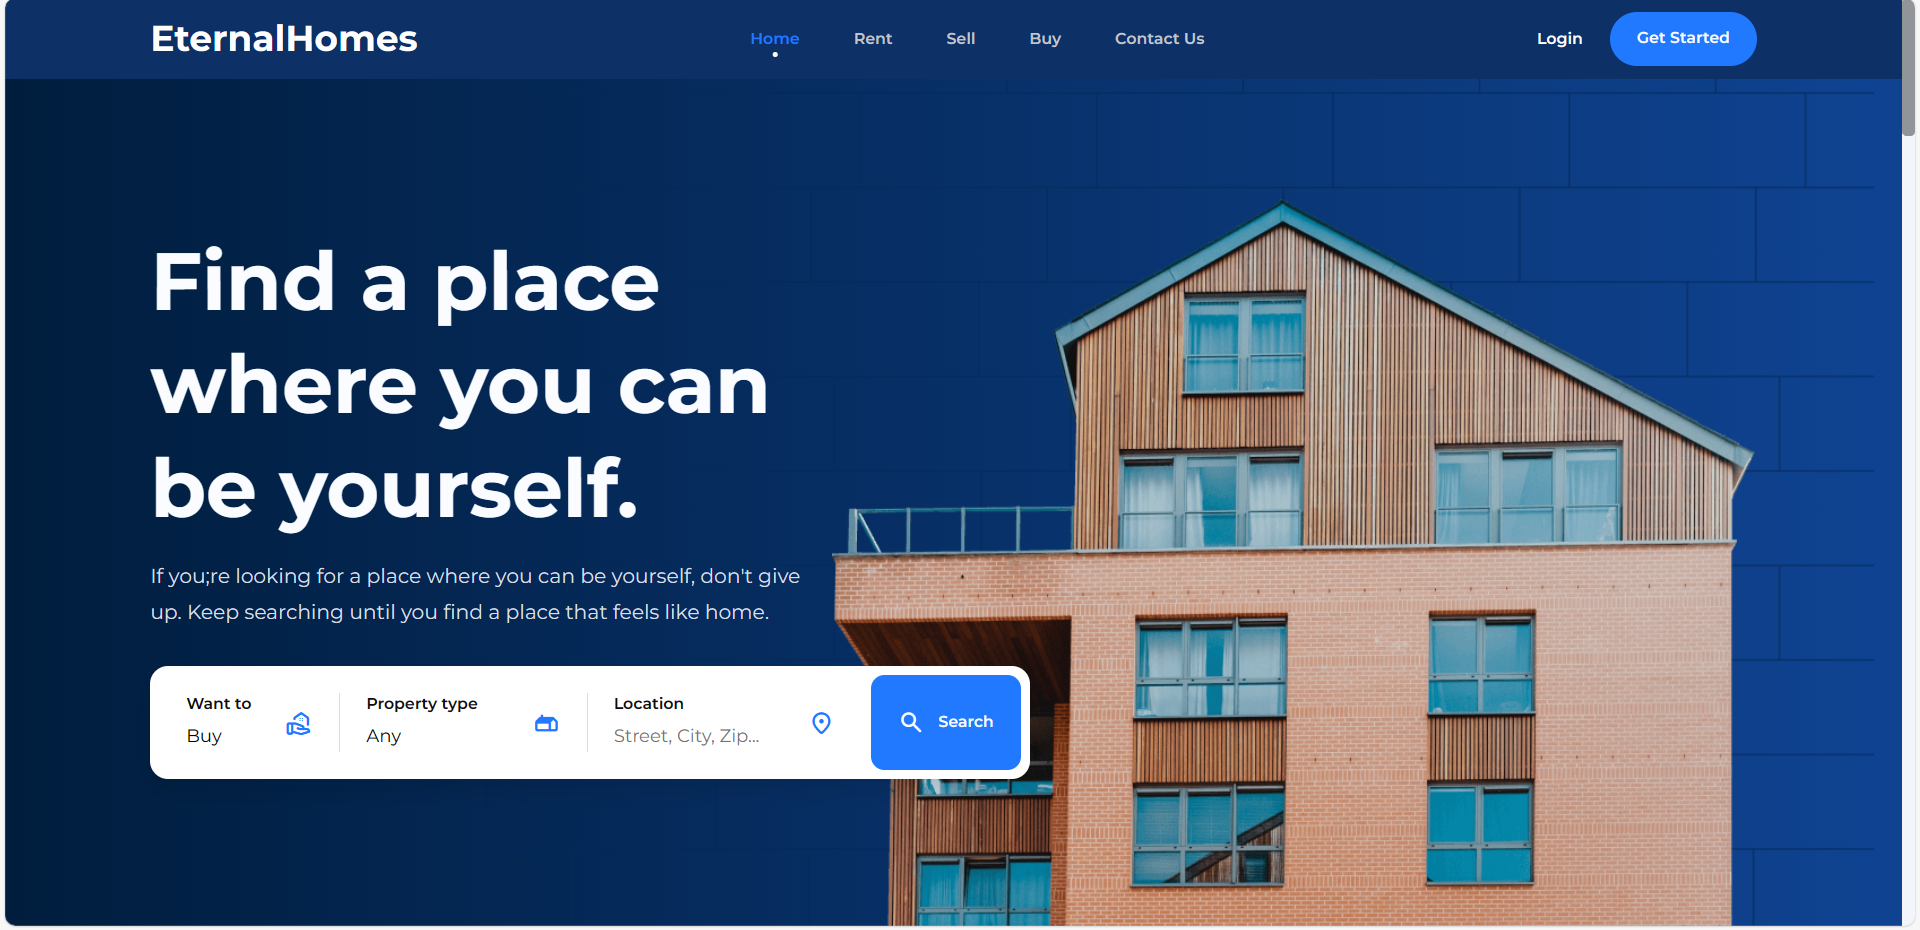 EternalHomes
Home
Rent
Sell
Buy
Contact Us
Login
Get Started
Find a place
where you can
be yourself.
If you;re looking for a place where you can be yourself, don't give
up. Keep searching until you find a place that feels like home.
Want to
Buy
Property type
Any
Location
Street, City, Zip...
Search